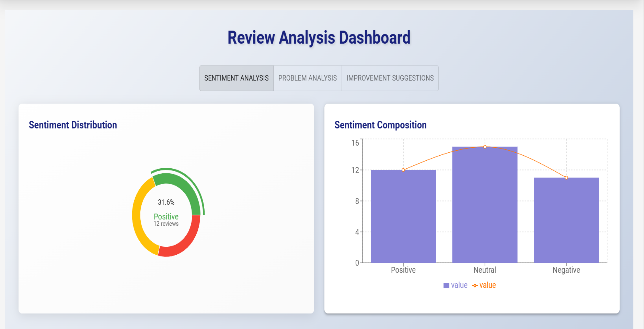 Review Analysis Dashboard
SENTIMENT ANALYSIS PROBLEM ANALYSIS IMPROVEMENT SUGGESTIONS
Sentiment Distribution
31.6%
Positive
12 reviews
Sentiment Composition
16
12
8
4
0
Positive Neutral Negative
value value